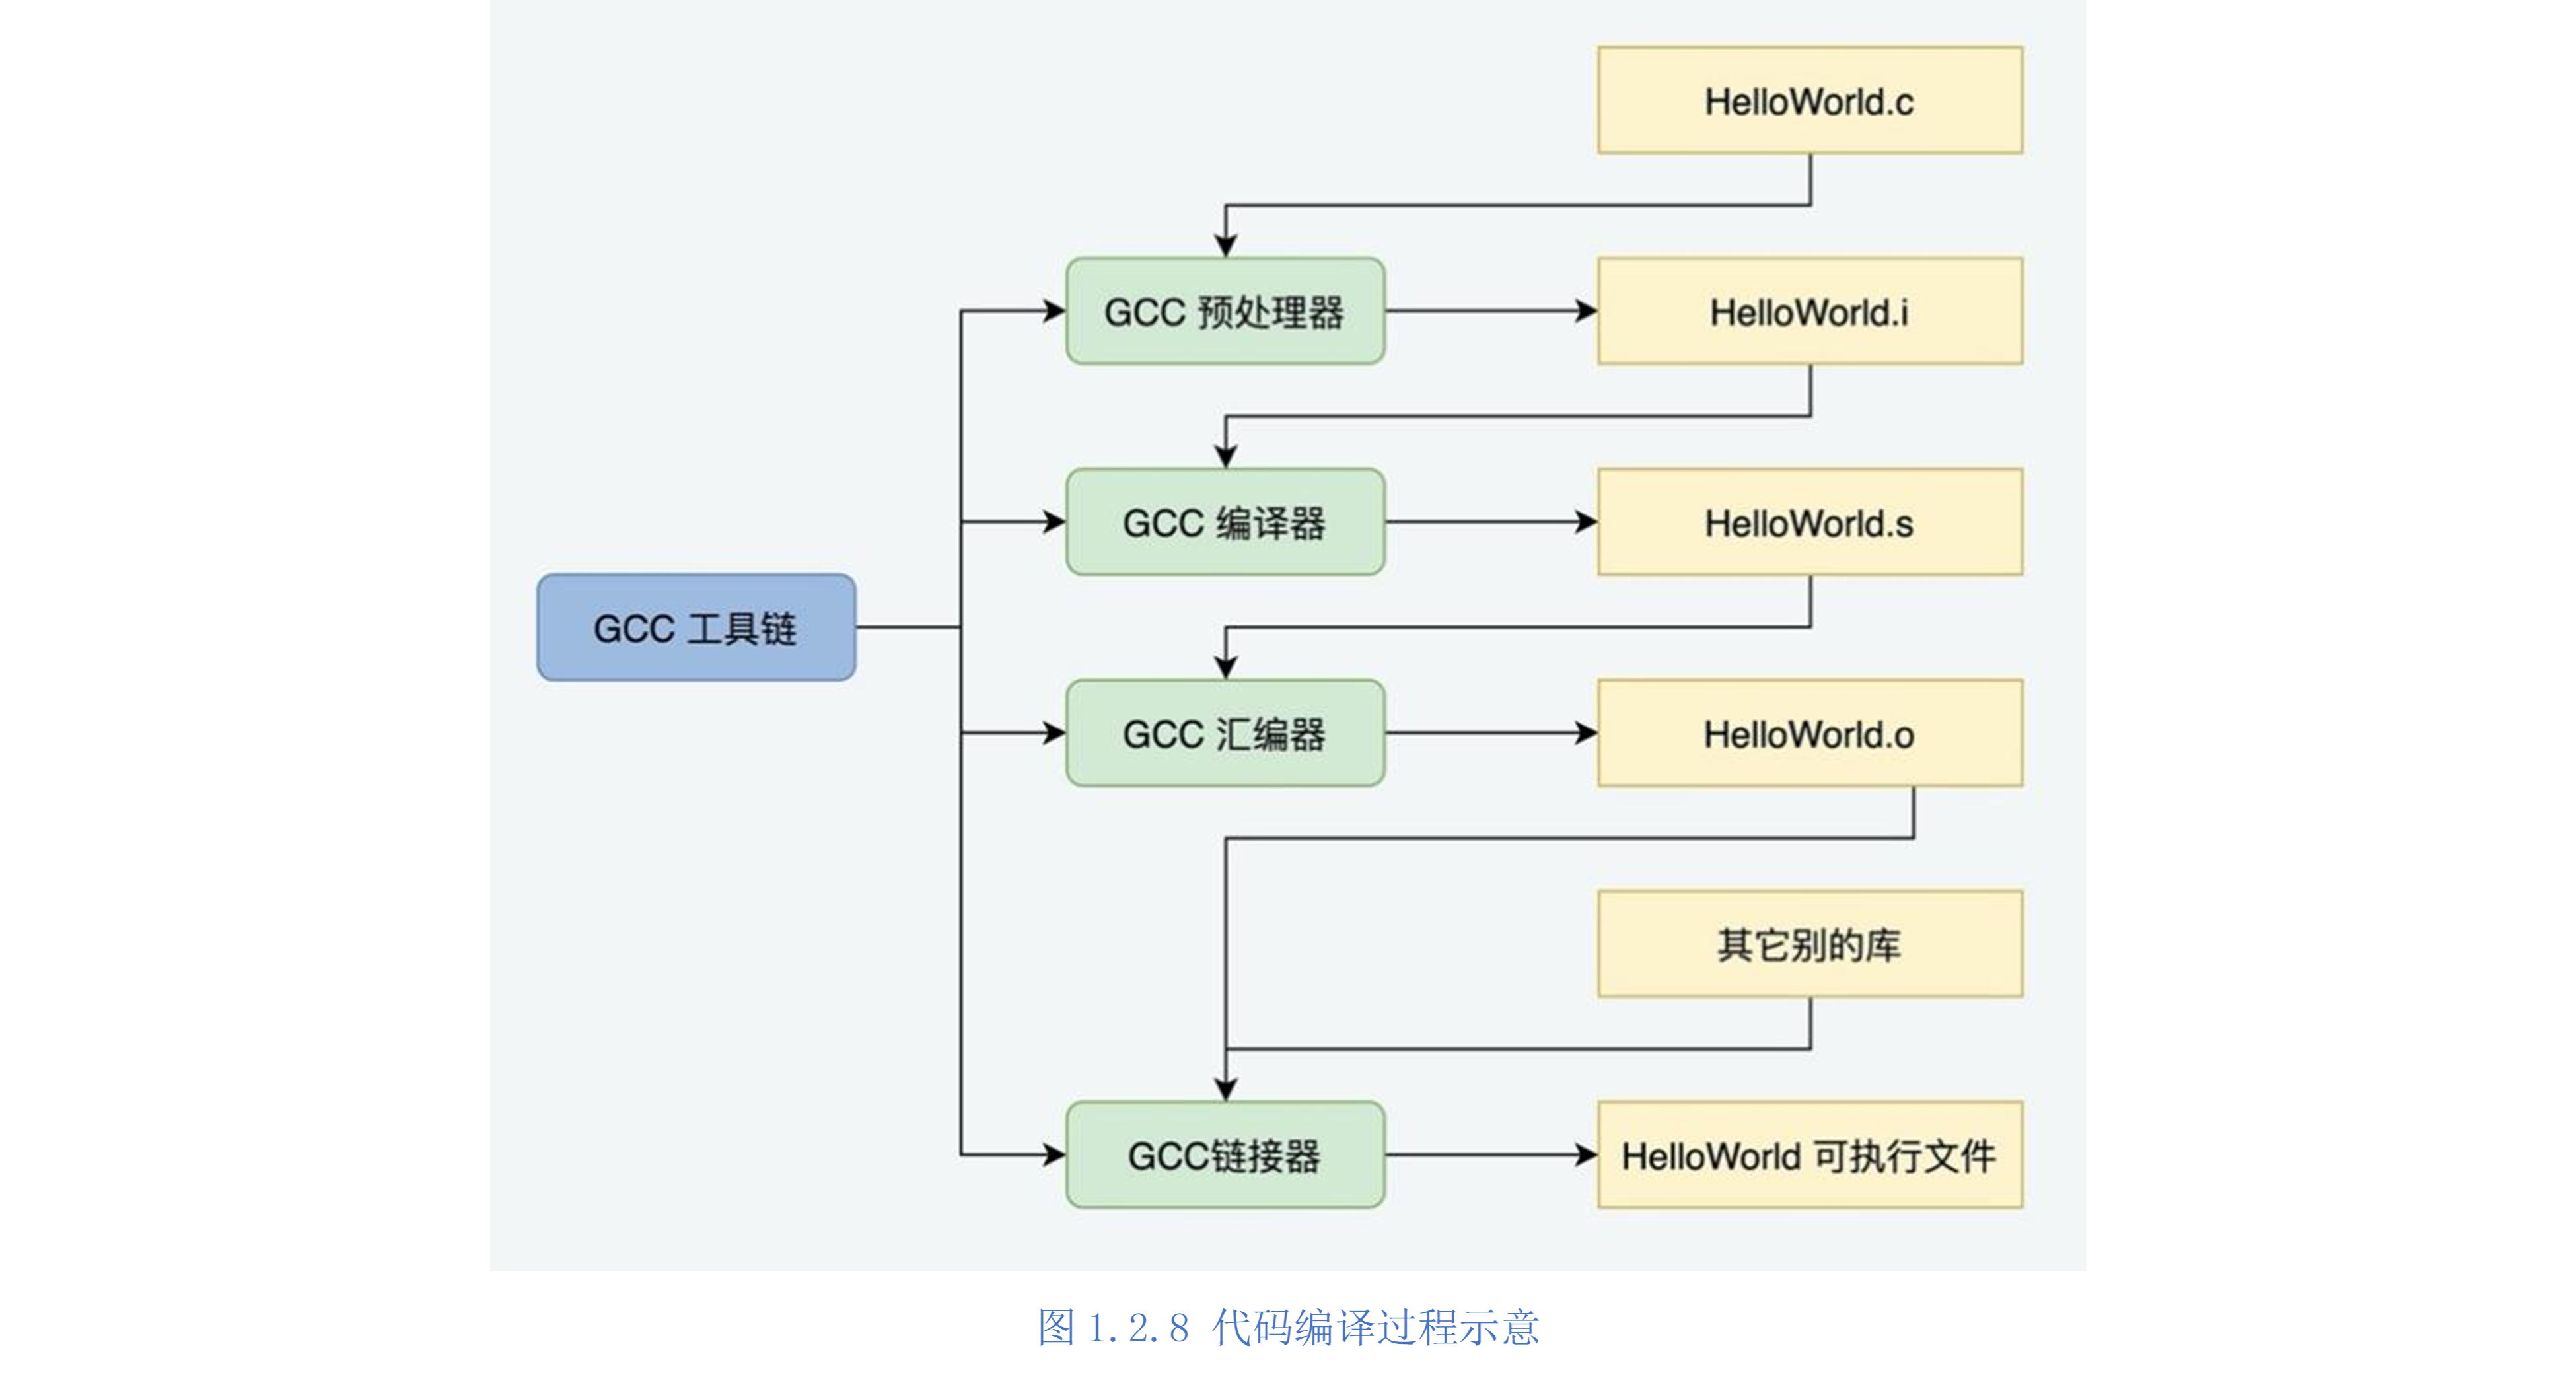 HelloWorld.c
GCC 预处理器
HelloWorld.i
GCC 编译器
HelloWorld.s
GCC 工具链
GCC 汇编器
HelloWorld.o
其它别的库
GCC链接器
HelloWorld 可执行文件
图 1.2.8 代码编译过程示意